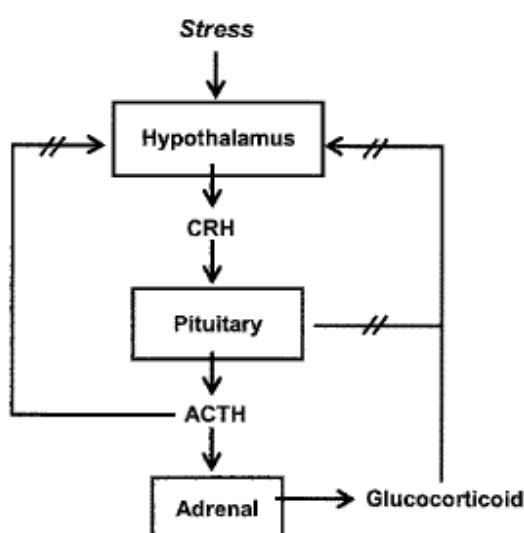 Stress
Hypothalamus
CRH
Pituitary
ACTH
Adrenal
Glucocorticoid